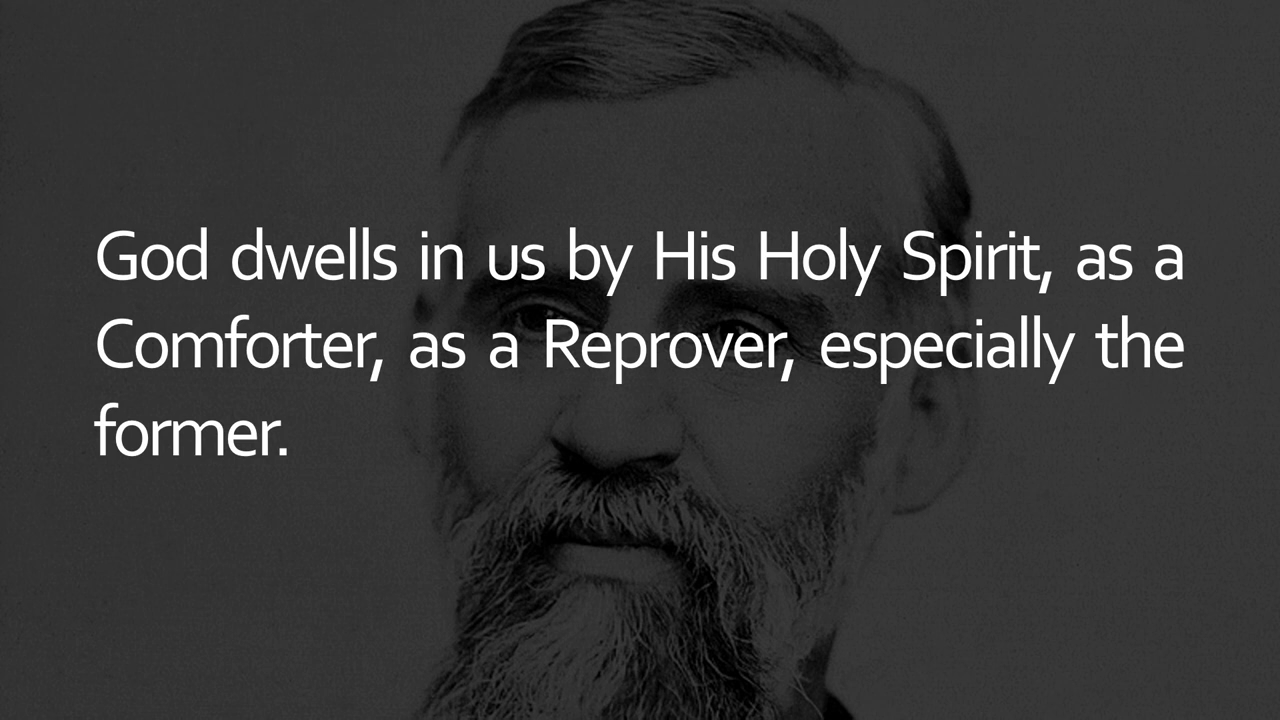 God dwells in us by His Holy Spirit, as a
Comforter, as a Reprover, especially the
former.